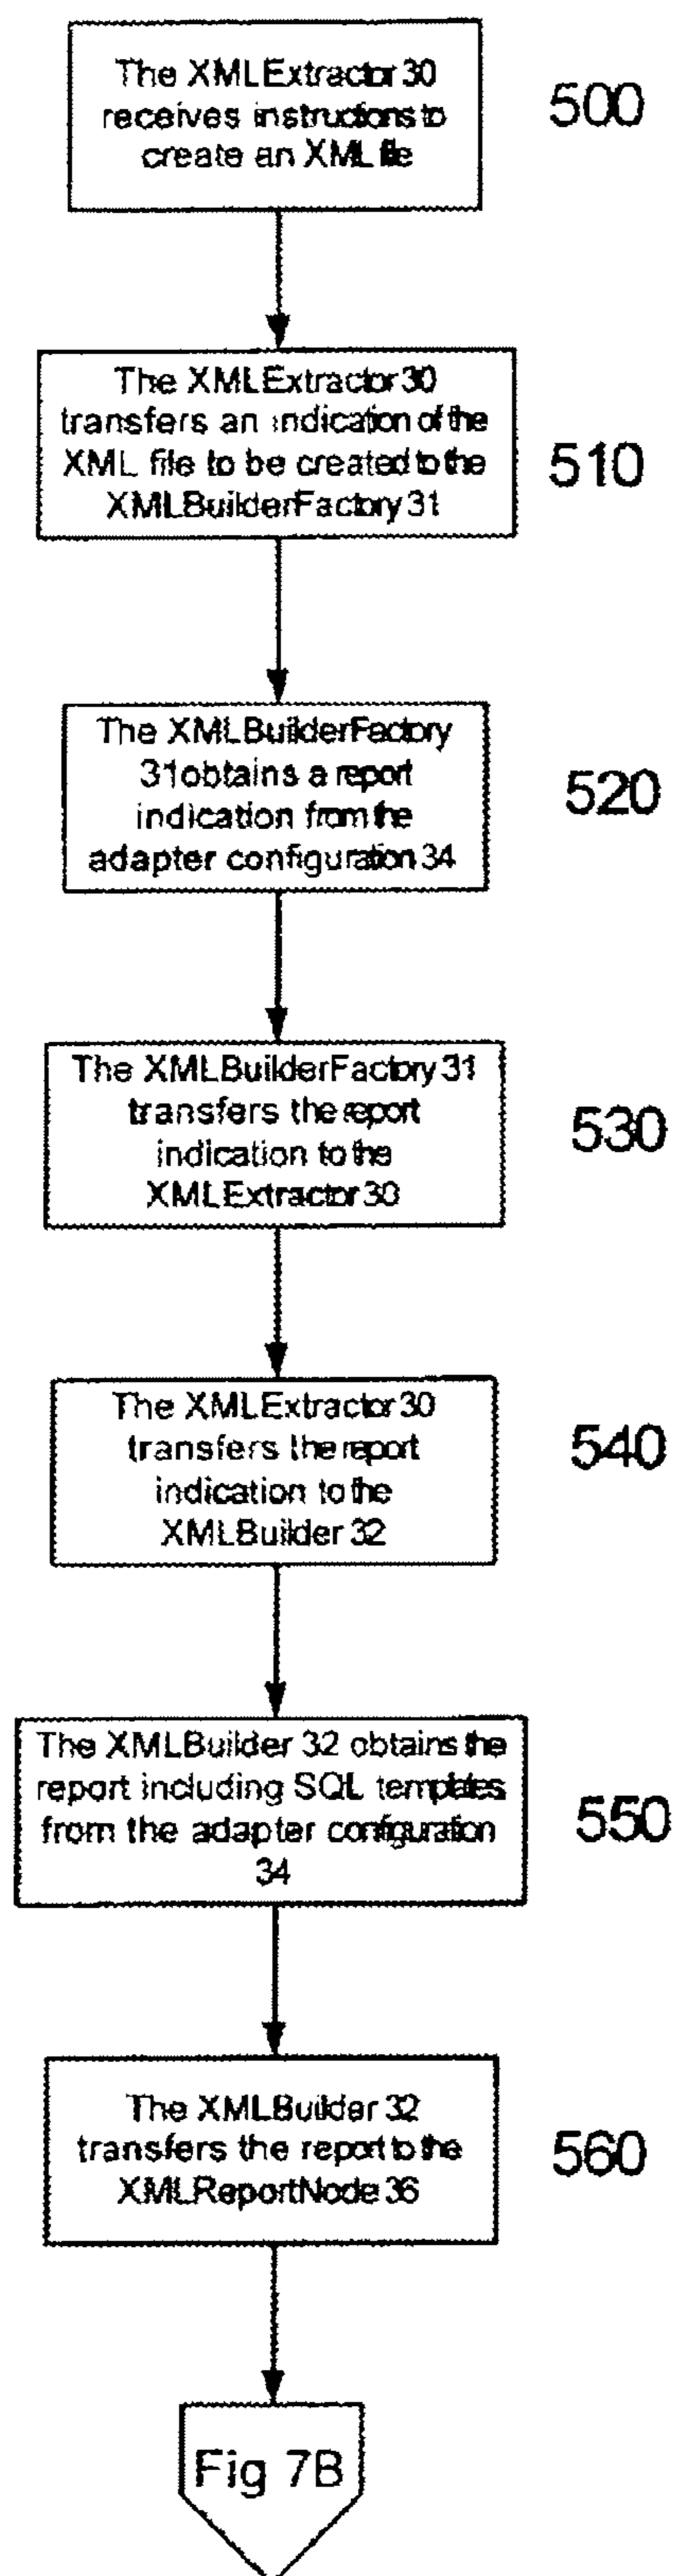 The XMLExtractor 30
receives instructions to
create an XML file
500
The XMLExtractor 30
transfers an indication of the
XML file to be created to the
XMLBuilderFactory 31
510
The XMLBuilderFactory
31 obtains a report
indication from the
adapter configuration 34
520
The XMLBuilderFactory 31
transfers the report
indication to the
XMLExtractor 30
530
The XMLExtractor 30
transfers the report
indication to the
XMLBuilder 32
540
The XMLBuilder 32 obtains the
report including SQL templates
from the adapter configuration
34
550
The XMLBuilder 32
transfers the report to the
XMLReportNode 36
560
Fig 7B